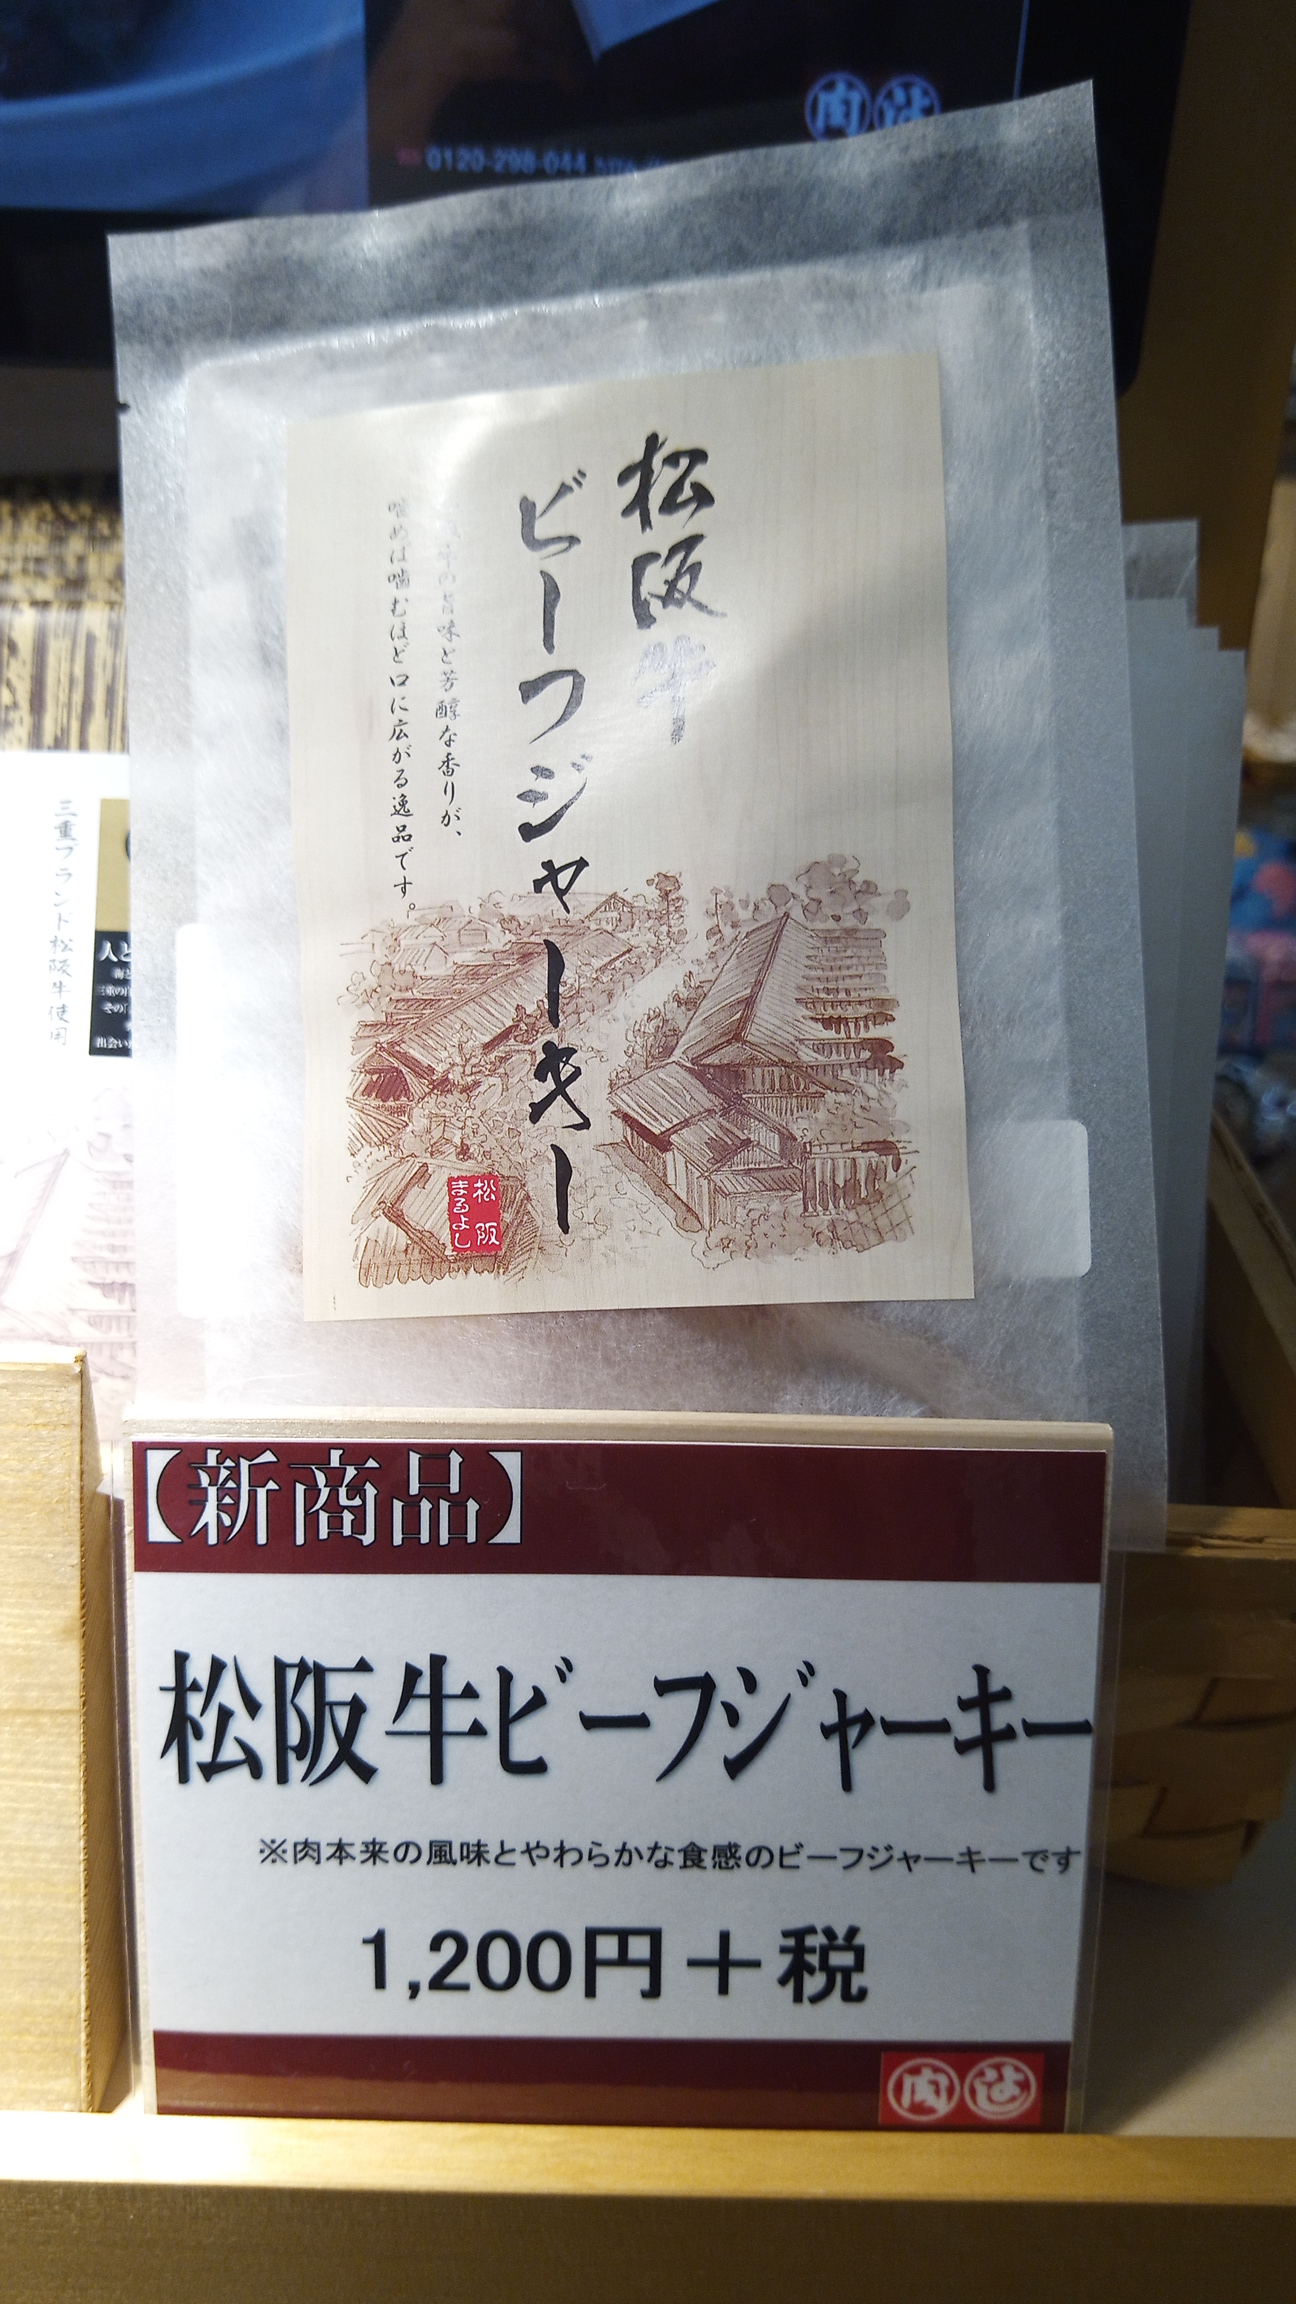 0120-298-044
松阪牛
ビーフジャーキー
の旨味と芳醇な香りが、
噛めば噛むほど口に広がる逸品です。
松阪
まるよし
三重ブランド松阪牛使用
【新商品】
松阪牛ビーフジャーキー
※肉本来の風味とやわらかな食感のビーフジャーキーです
1,200円＋税
肉 よし